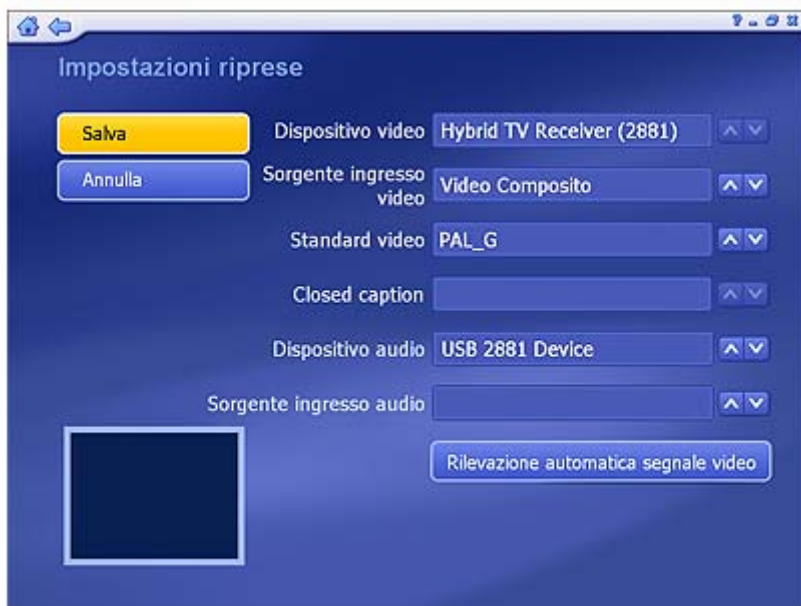 Impostazioni riprese
Salva
Annulla
Dispositivo video Hybrid TV Receiver (2881)
Sorgente ingresso
video Video Composito
Standard video PAL_G
Closed caption
Dispositivo audio USB 2881 Device
Sorgente ingresso audio
Rilevazione automatica segnale video